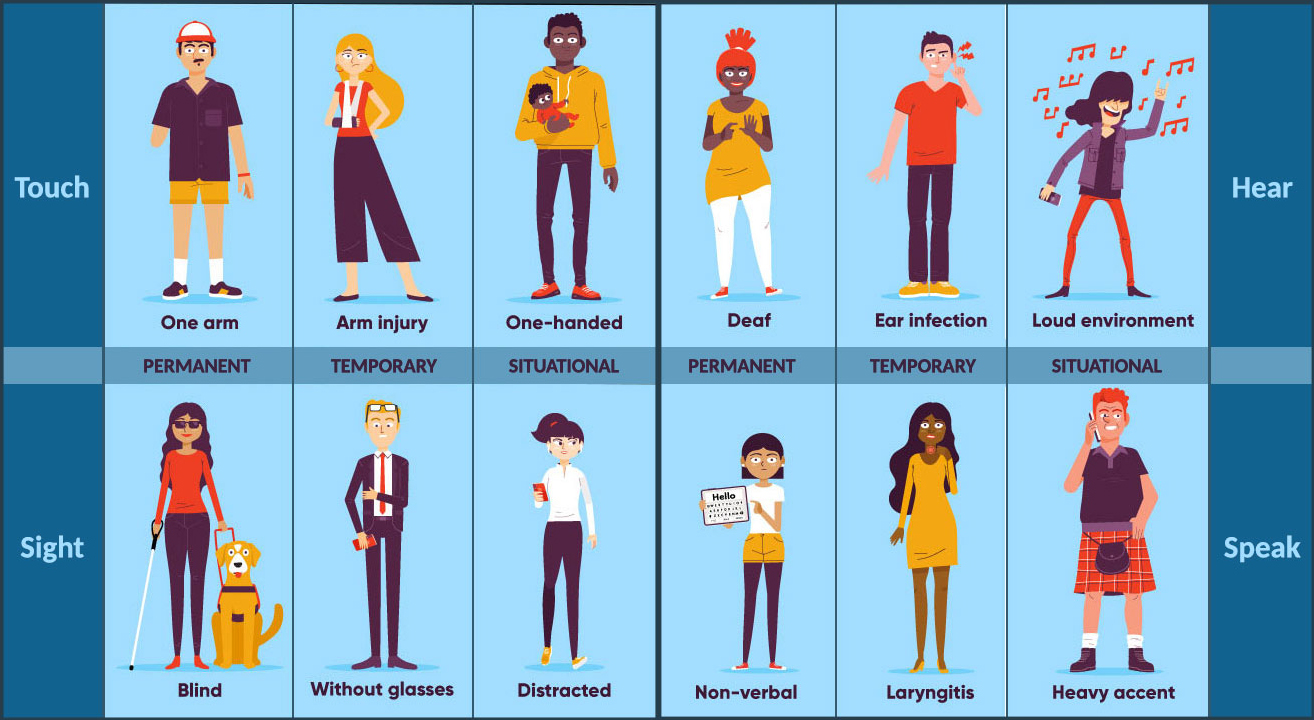 Touch
One arm
Arm injury
One-handed
Deaf
Ear infection
Loud environment
Hear
PERMANENT
TEMPORARY
SITUATIONAL
PERMANENT
TEMPORARY
SITUATIONAL
Sight
Hello
Blind
Without glasses
Distracted
Non-verbal
Laryngitis
Heavy accent
Speak